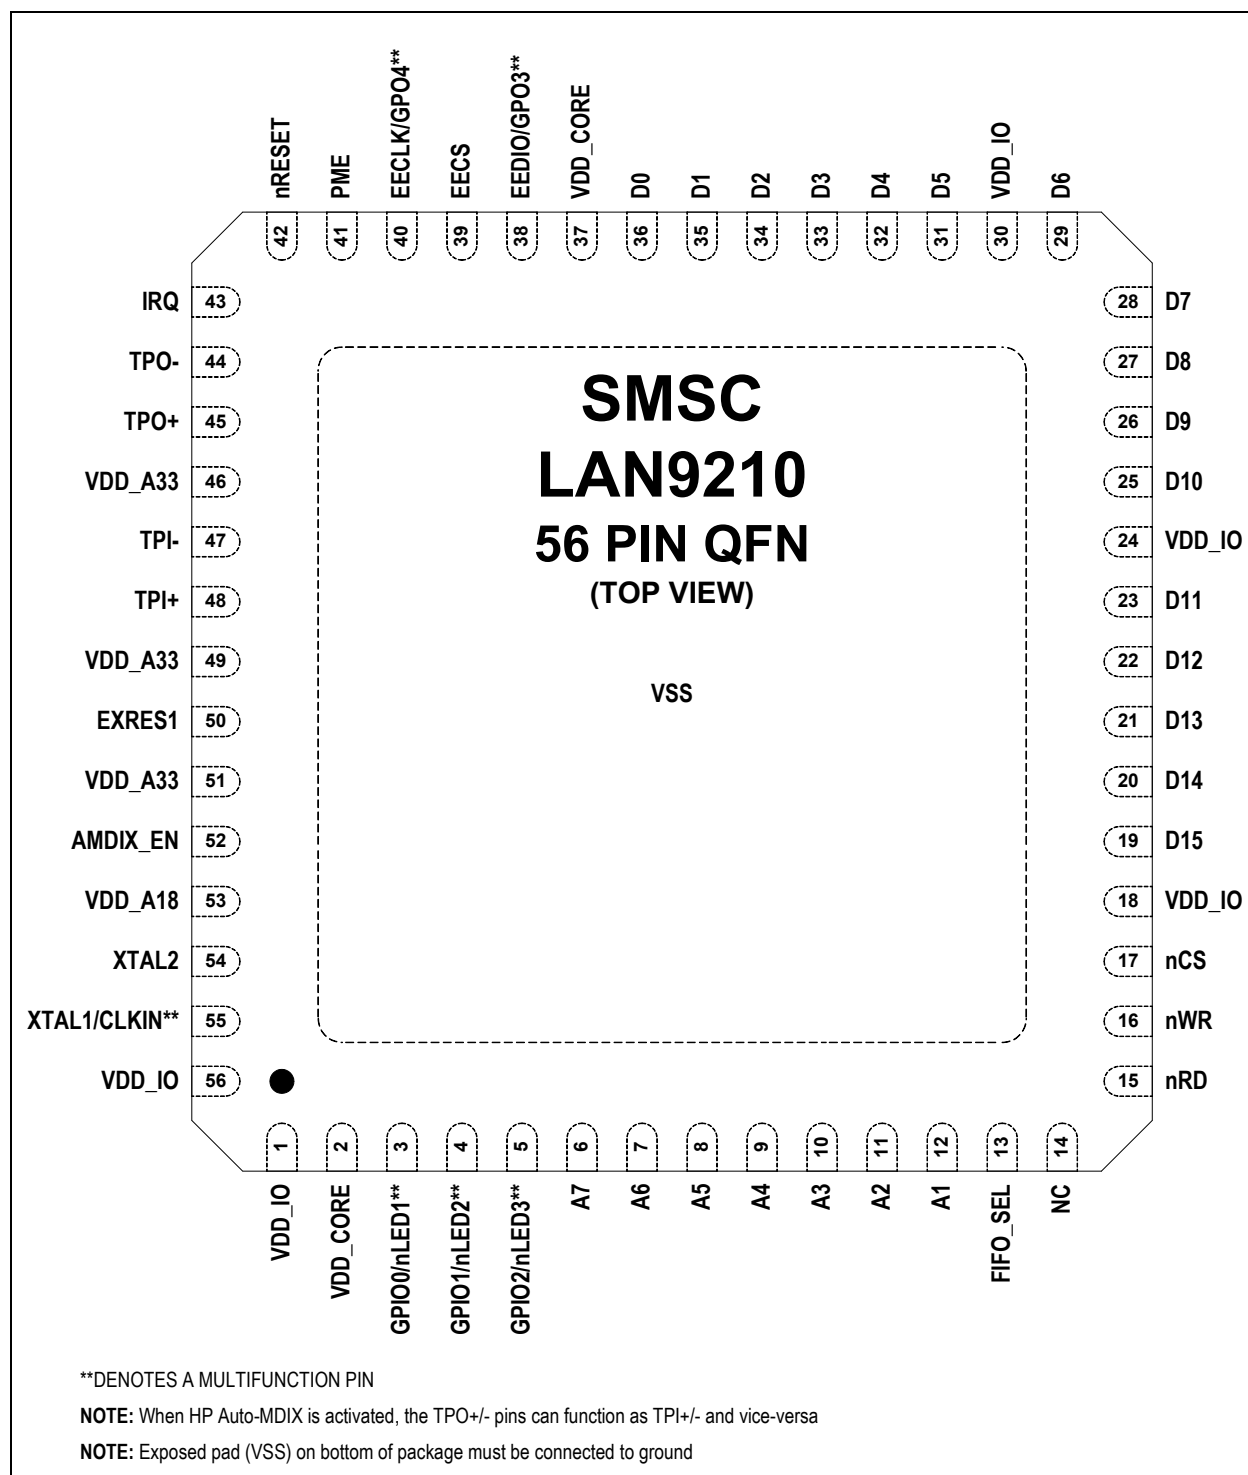 nRESET
PME
EECLK/GPO4**
EECS
EEDIO/GPO3**
VDD_CORE
D0
D1
D2
D3
D4
D5
VDD_IO
D6
42
41
40
39
38
37
36
35
34
33
32
31
30
29
IRQ 43
TPO- 44
TPO+ 45
VDD_A33 46
TPI- 47
TPI+ 48
VDD_A33 49
EXRES1 50
VDD_A33 51
AMDIX_EN 52
VDD_A18 53
XTAL2 54
XTAL1/CLKIN** 55
VDD_IO 56
SMSC
LAN9210
56 PIN QFN
(TOP VIEW)
VSS
28 D7
27 D8
26 D9
25 D10
24 VDD_IO
23 D11
22 D12
21 D13
20 D14
19 D15
18 VDD_IO
17 nCS
16 nWR
15 nRD
1
2
3
4
5
6
7
8
9
10
11
12
13
14
VDD_IO
VDD_CORE
GPIO0/nLED1**
GPIO1/nLED2**
GPIO2/nLED3**
A7
A6
A5
A4
A3
A2
A1
FIFO_SEL
NC
**DENOTES A MULTIFUNCTION PIN
NOTE: When HP Auto-MDIX is activated, the TPO+/- pins can function as TPI+/- and vice-versa
NOTE: Exposed pad (VSS) on bottom of package must be connected to ground